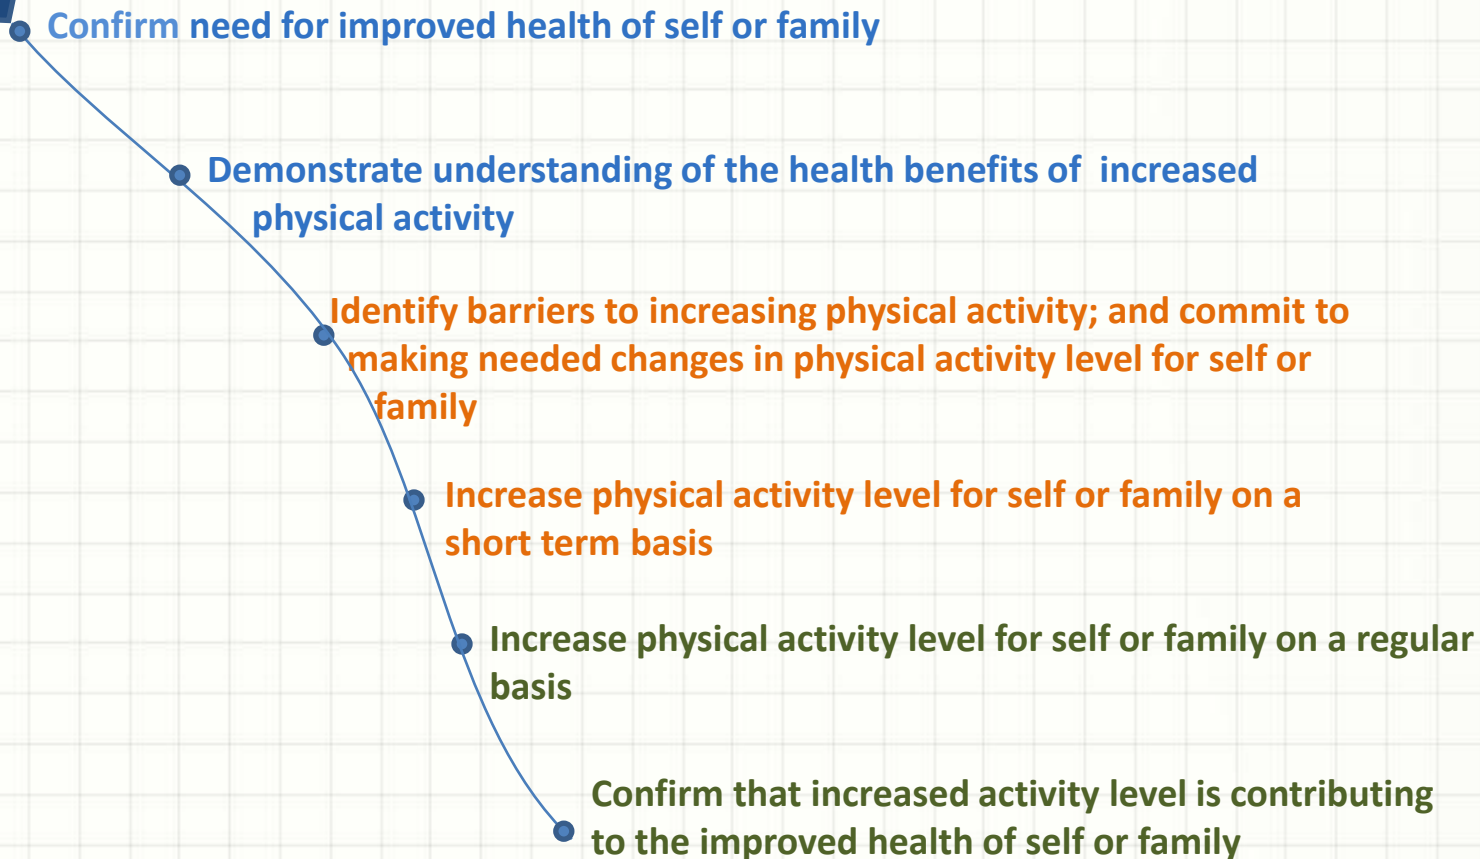 Confirm need for improved health of self or family
Demonstrate understanding of the health benefits of  increased
physical activity
Identify barriers to increasing physical activity; and commit to
making needed changes in physical activity level for self or
family
Increase physical activity level for self or family on a
short term basis
Increase physical activity level for self or family on a regular
basis
Confirm that increased activity level is contributing
to the improved health of self or family